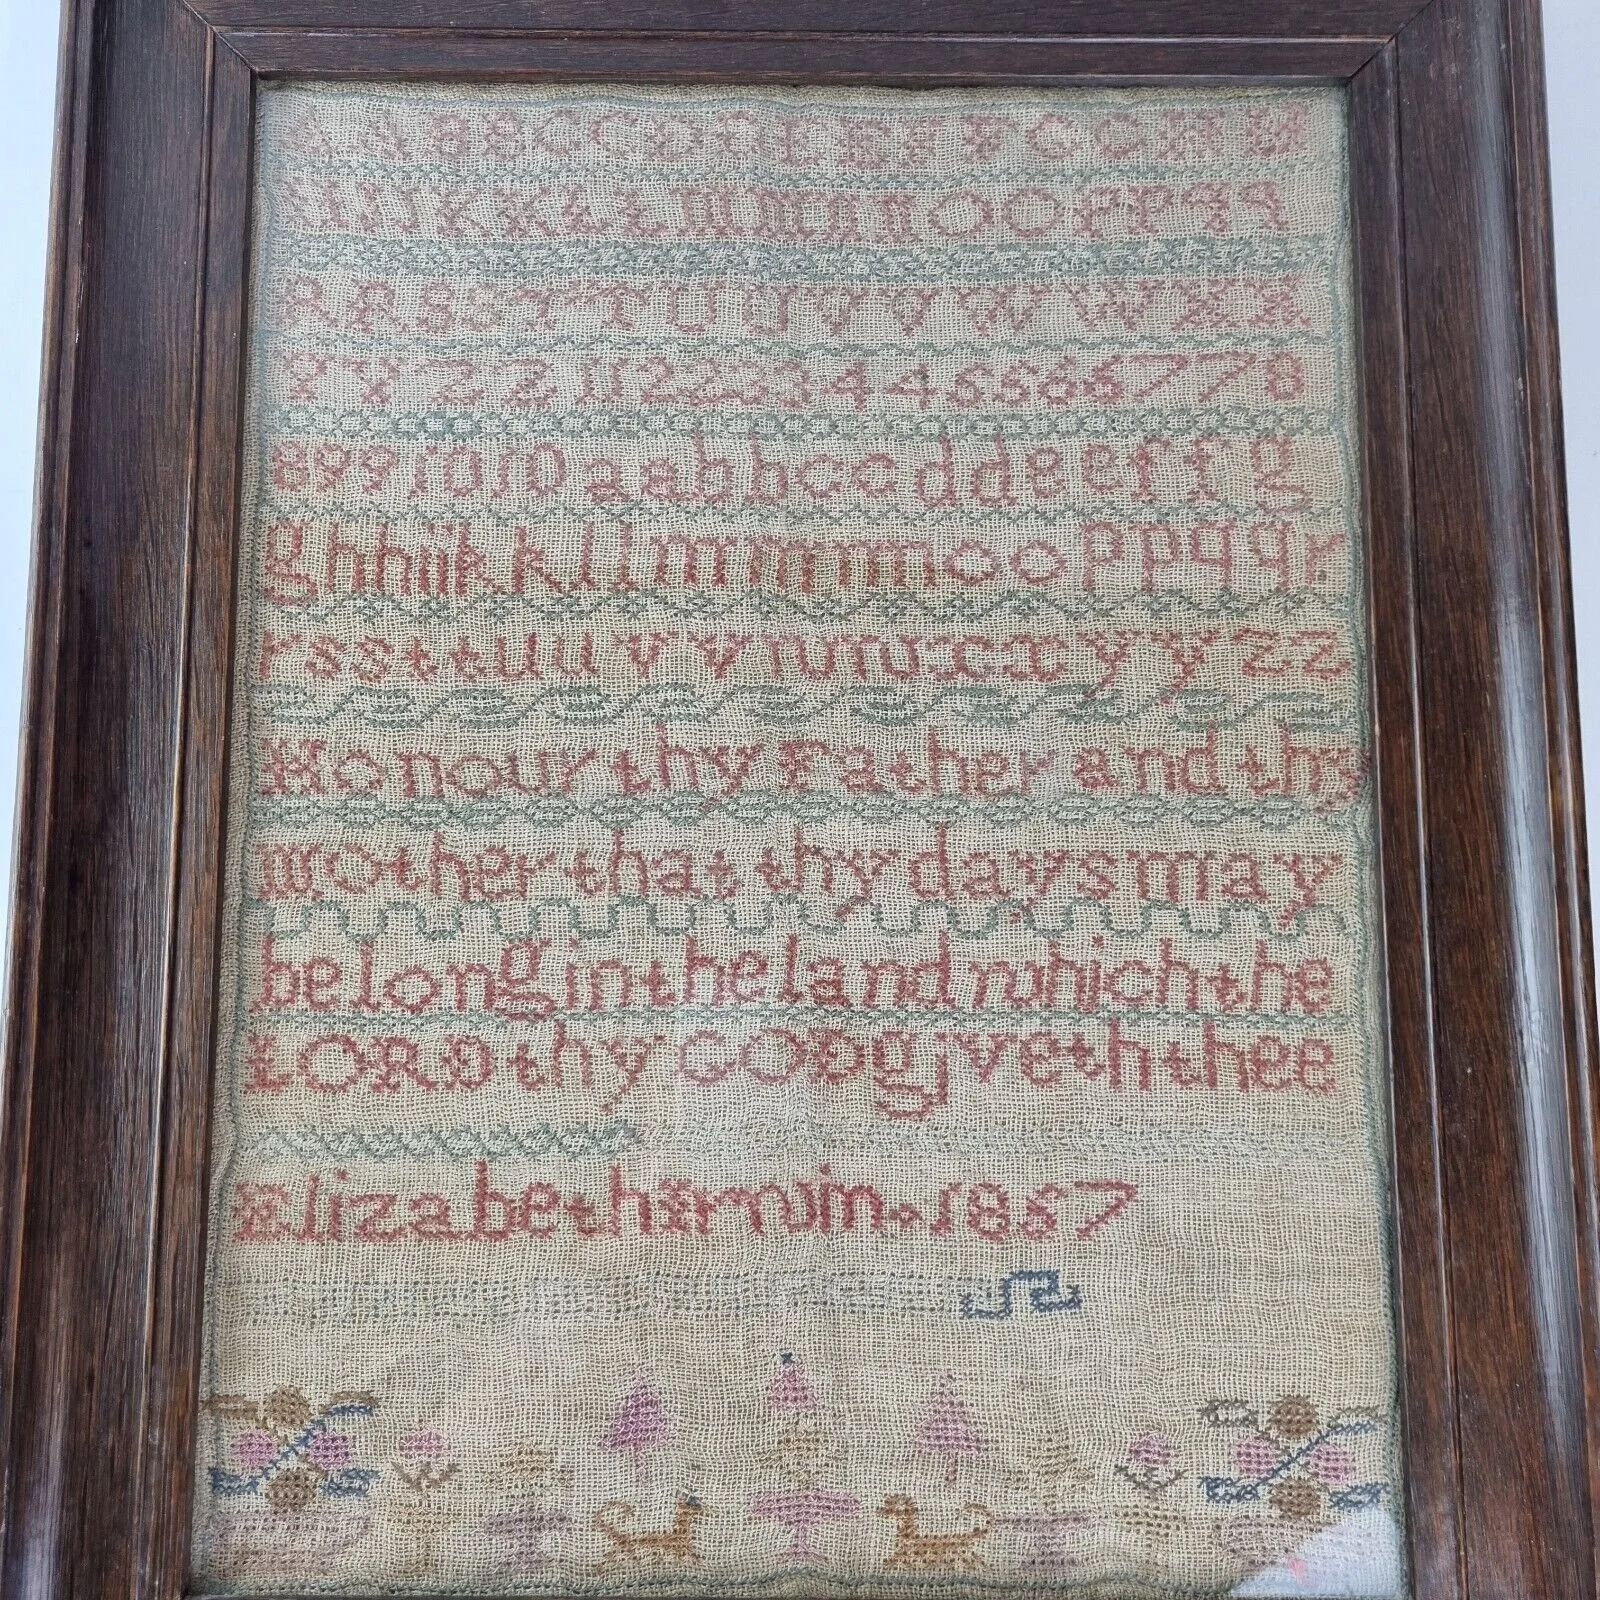 A A B B C C D D E E F F G G H H
I I J J K K L L M M N N O O P P q q
R R S S T T U U V V W W X X
Y Y Z Z 1 1 2 2 3 3 4 4 5 5 6 6 7 7 8
8 9 9 10 10 a a b b c c d d e e f f g
g h h i i k k l l m m n n o o p p q q r
r s s t t u u v v w w x x y y z z
Honour thy Father and thy
mother that thy days may
be long in the land which the
LORD thy GOD giveth thee
Elizabeth 1867